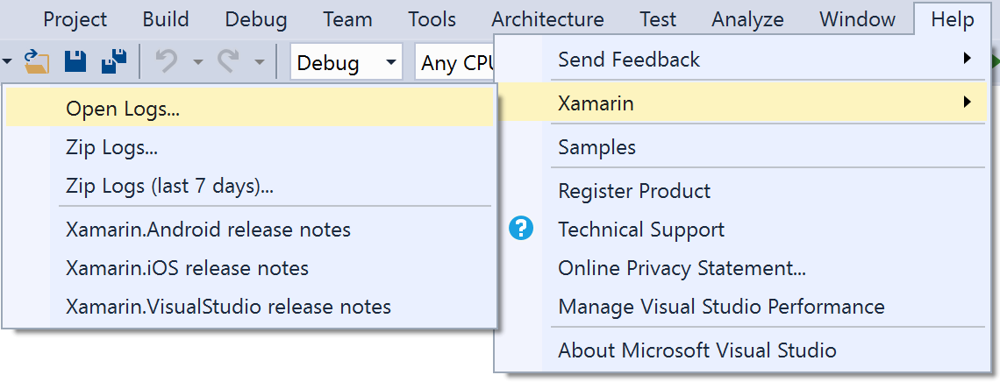 Project Build Debug Team Tools Architecture Test Analyze Window Help
Debug Any CPU
Send Feedback
Xamarin
Samples
Register Product
? Technical Support
Online Privacy Statement...
Manage Visual Studio Performance
About Microsoft Visual Studio
Open Logs...
Zip Logs...
Zip Logs (last 7 days)...
Xamarin.Android release notes
Xamarin.iOS release notes
Xamarin.VisualStudio release notes